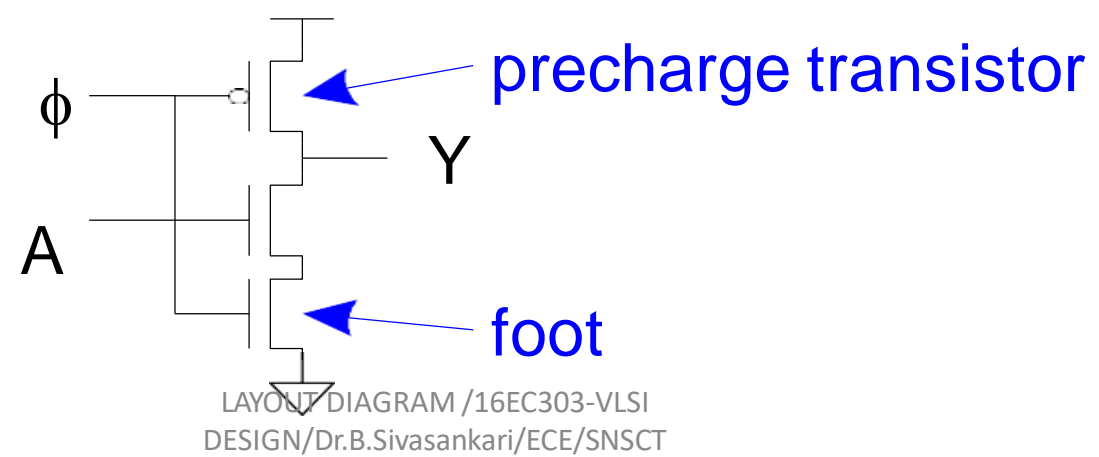 precharge transistor
ϕ
Y
A
foot
LAYOUT DIAGRAM /16EC303-VLSI
DESIGN/Dr.B.Sivasankari/ECE/SNSCT